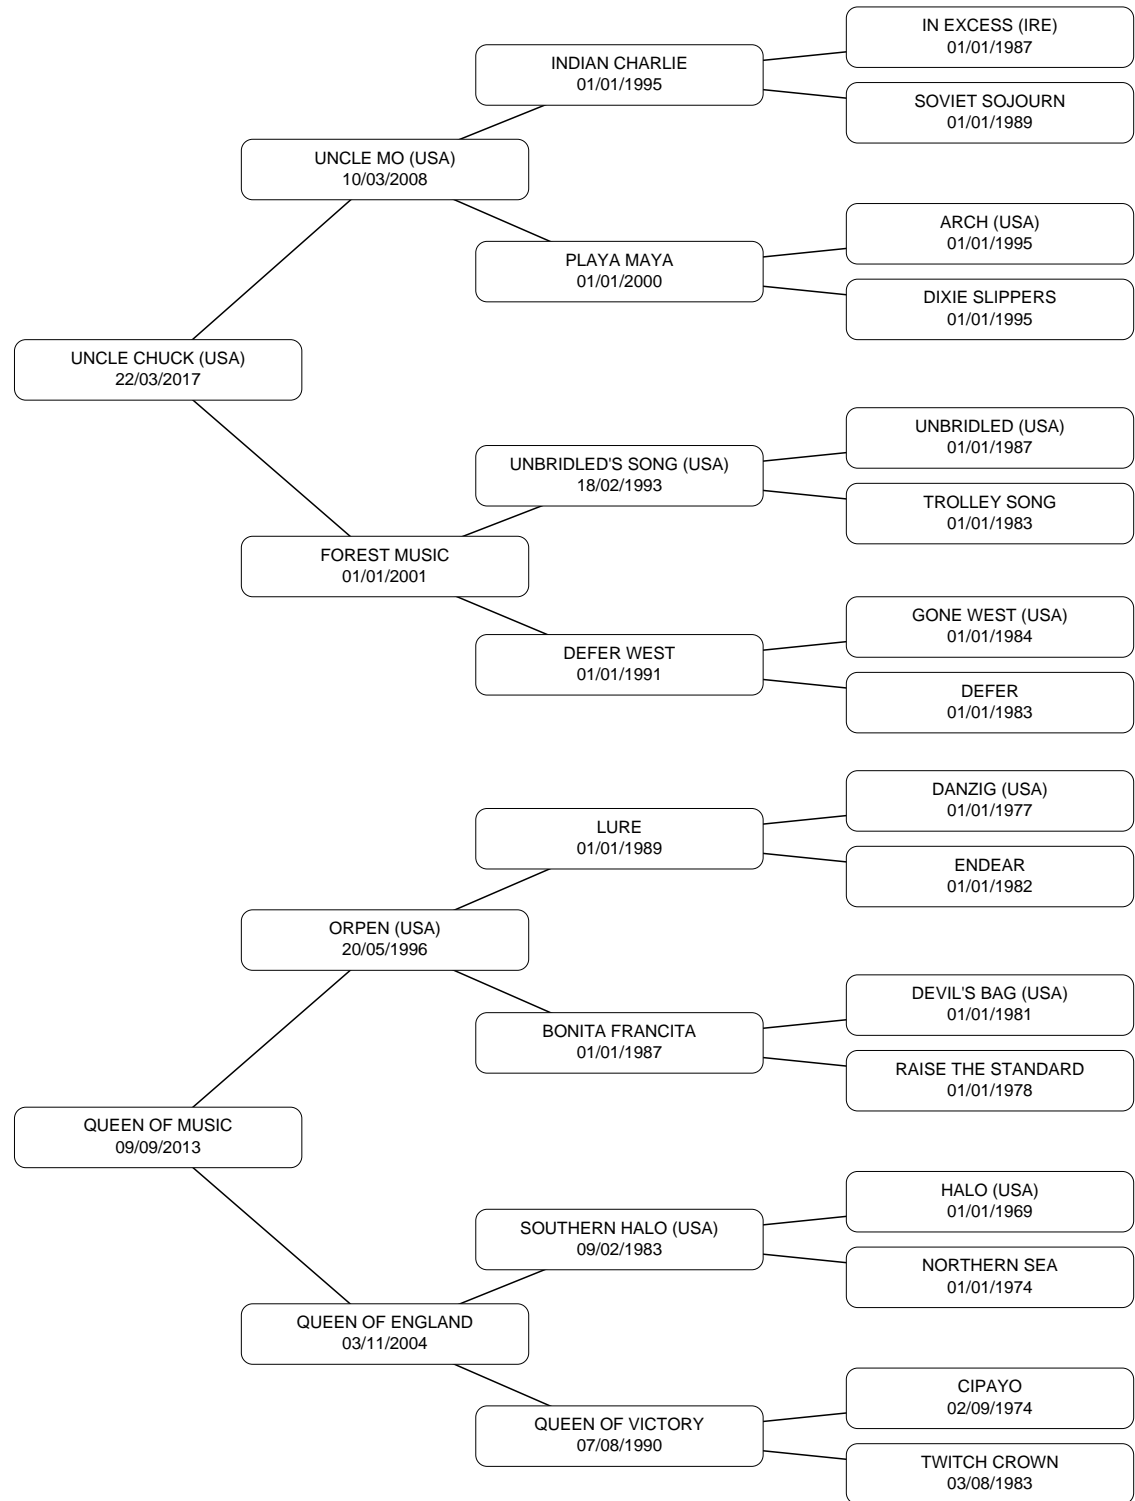 IN EXCESS (IRE)
01/01/1987
INDIAN CHARLIE
01/01/1995
SOVIET SOJOURN
01/01/1989
UNCLE MO (USA)
10/03/2008
ARCH (USA)
01/01/1995
PLAYA MAYA
01/01/2000
DIXIE SLIPPERS
01/01/1995
UNCLE CHUCK (USA)
22/03/2017
UNBRIDLED (USA)
01/01/1987
UNBRIDLED'S SONG (USA)
18/02/1993
TROLLEY SONG
01/01/1983
FOREST MUSIC
01/01/2001
GONE WEST (USA)
01/01/1984
DEFER WEST
01/01/1991
DEFER
01/01/1983
DANZIG (USA)
01/01/1977
LURE
01/01/1989
ENDEAR
01/01/1982
ORPEN (USA)
20/05/1996
DEVIL'S BAG (USA)
01/01/1981
BONITA FRANCITA
01/01/1987
RAISE THE STANDARD
01/01/1978
QUEEN OF MUSIC
09/09/2013
HALO (USA)
01/01/1969
SOUTHERN HALO (USA)
09/02/1983
NORTHERN SEA
01/01/1974
QUEEN OF ENGLAND
03/11/2004
CIPAYO
02/09/1974
QUEEN OF VICTORY
07/08/1990
TWITCH CROWN
03/08/1983